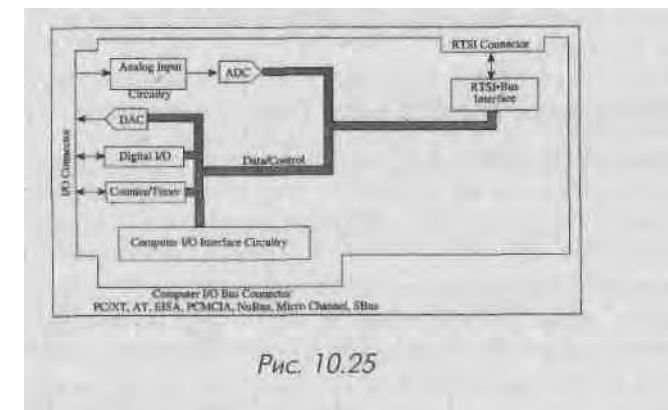 RTSI Connector
Analog Input
Circuitry
ADC
RTSI•Bus
Interface
DAC
I/O Connector
Digital I/O
Data/Control
Counter/Timer
Computer I/O Interface Circuitry
Computer I/O Bus Connector
PC/XT, AT, EISA, PCMCIA, NuBus, Micro Channel, SBus
Рис. 10.25